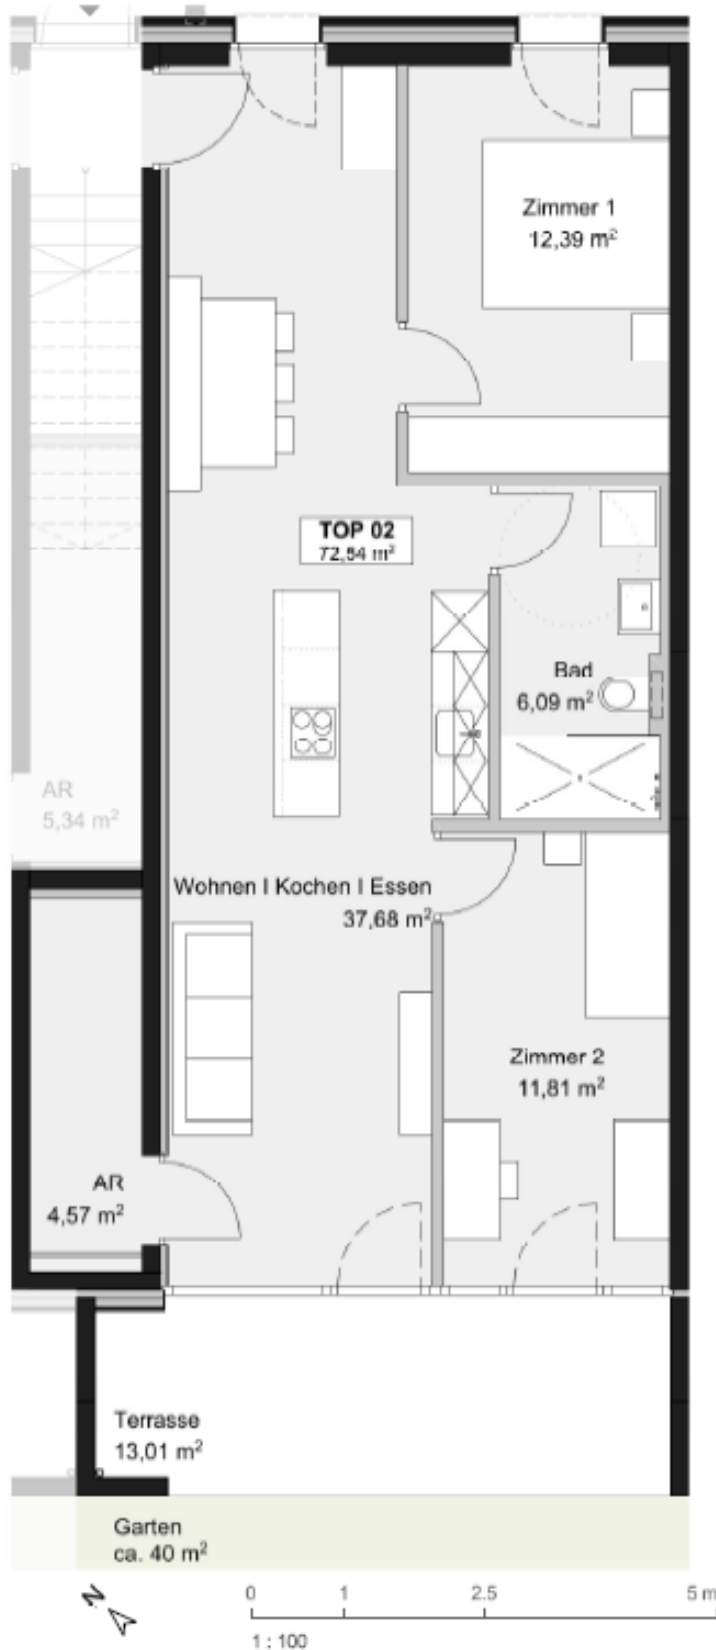 Zimmer 1
12,39 m²
TOP 02
72,54 m²
Bad
6,09 m²
AR
5,34 m²
Wohnen I Kochen I Essen
37,68 m²
Zimmer 2
11,81 m²
AR
4,57 m²
Terrasse
13,01 m²
Garten
ca. 40 m²
N
0 1 2.5 5 m
1 : 100